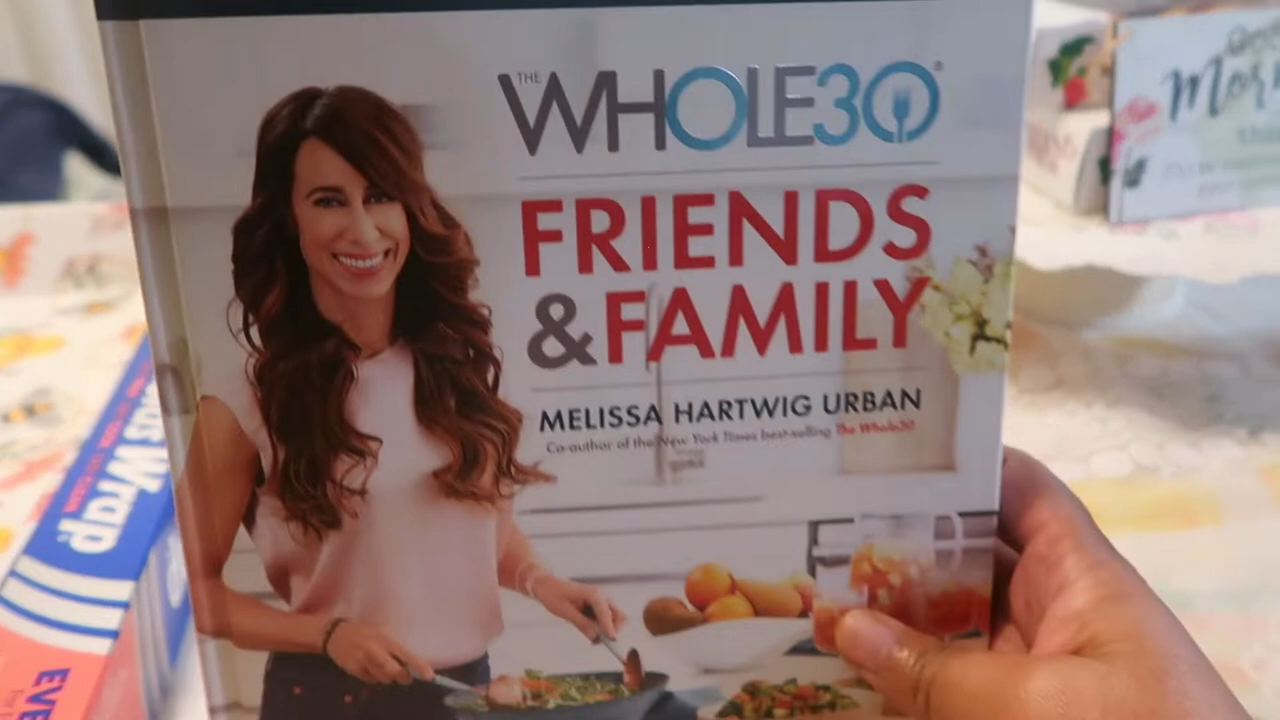 THE
WHOLE30®
FRIENDS
& FAMILY
MELISSA HARTWIG URBAN
Co-author of the New York Times best-selling The Whole30
Wrap
EVE